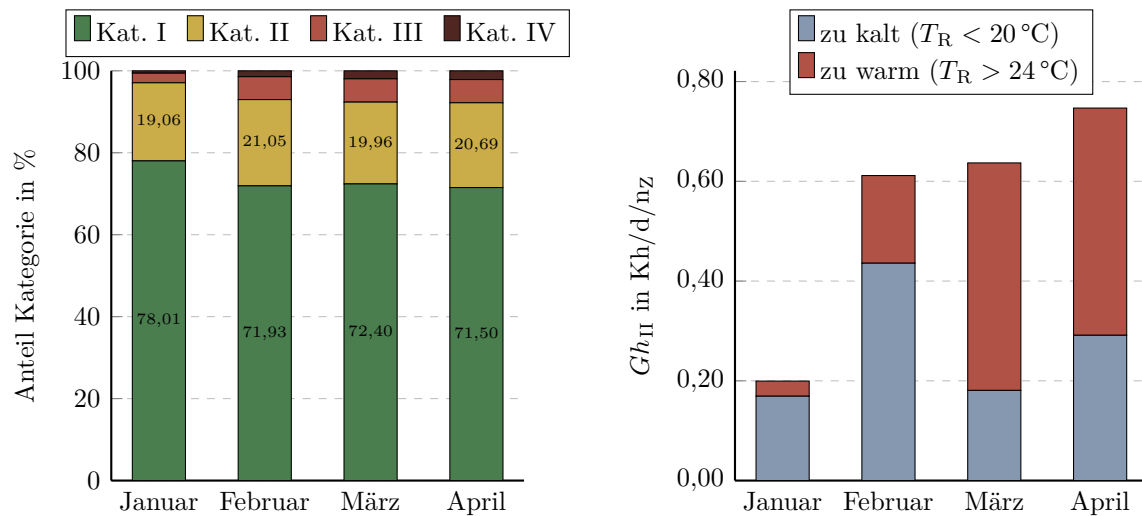 Kat. I Kat. II Kat. III Kat. IV
Anteil Kategorie in %
100
80
60
40
20
0
19,06 21,05 19,96 20,69
78,01 71,93 72,40 71,50
Januar Februar März April
zu kalt (T_R < 20 °C)
zu warm (T_R > 24 °C)
Gh_II in Kh/d/nz
0,80
0,60
0,40
0,20
0,00
Januar Februar März April